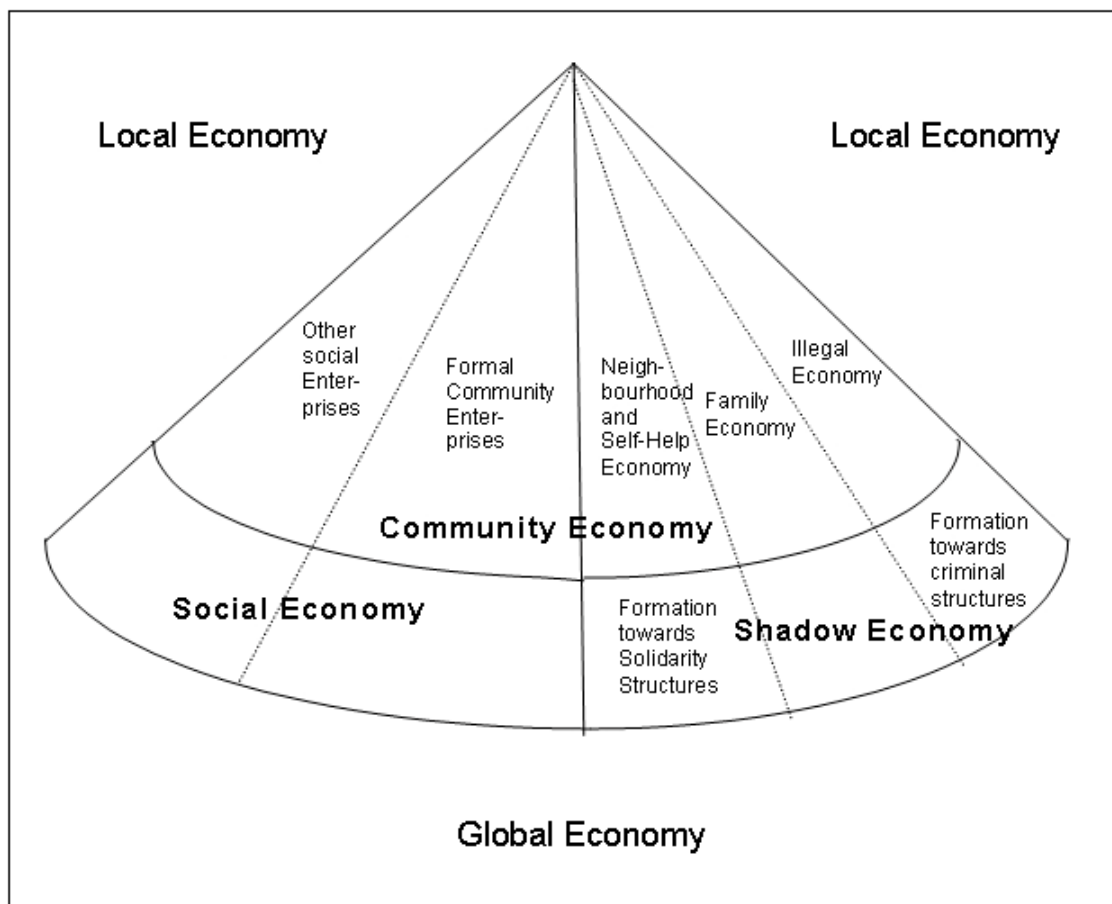 Local Economy
Local Economy
Other
social
Enter-
prises
Formal
Community
Enter-
prises
Neigh-
bourhood
and
Self-Help
Economy
Family
Economy
Illegal
Economy
Community Economy
Social Economy
Formation
towards
Solidarity
Structures
Shadow Economy
Formation
towards
criminal
structures
Global Economy